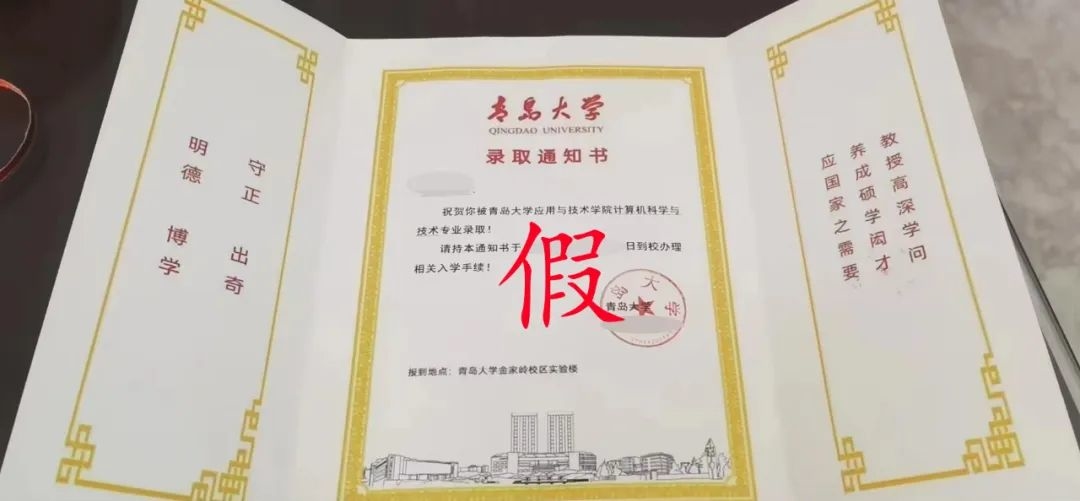 守正 出奇
明德 博学
青岛大学
QINGDAO UNIVERSITY
录取通知书
祝贺你被青岛大学应用与技术学院计算机科学与
技术专业录取！
请持本通知书于 日到校办理
相关入学手续！
假
青岛大学
报到地点：青岛大学金家岭校区实验楼
教授高深学问
养成硕学闳才
应国家之需要